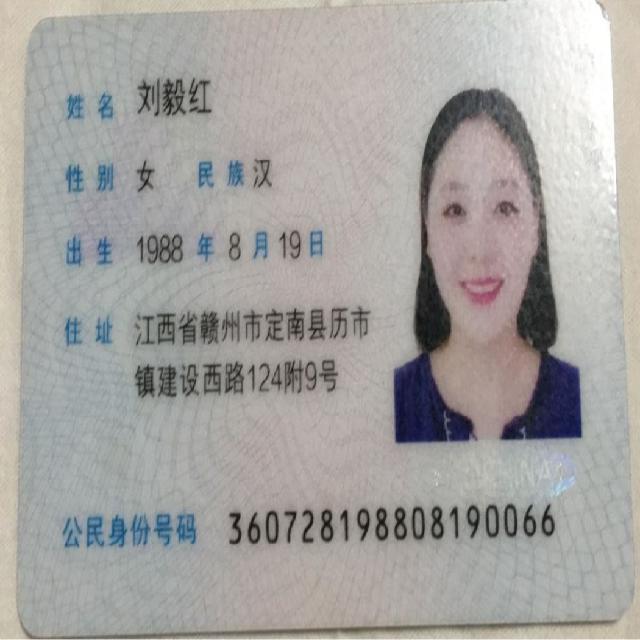 姓名 刘毅红
性别 女 民族 汉
出生 1988 年 8 月 19 日
住址 江西省赣州市定南县历市
镇建设西路124附9号
公民身份号码 360728198808190066